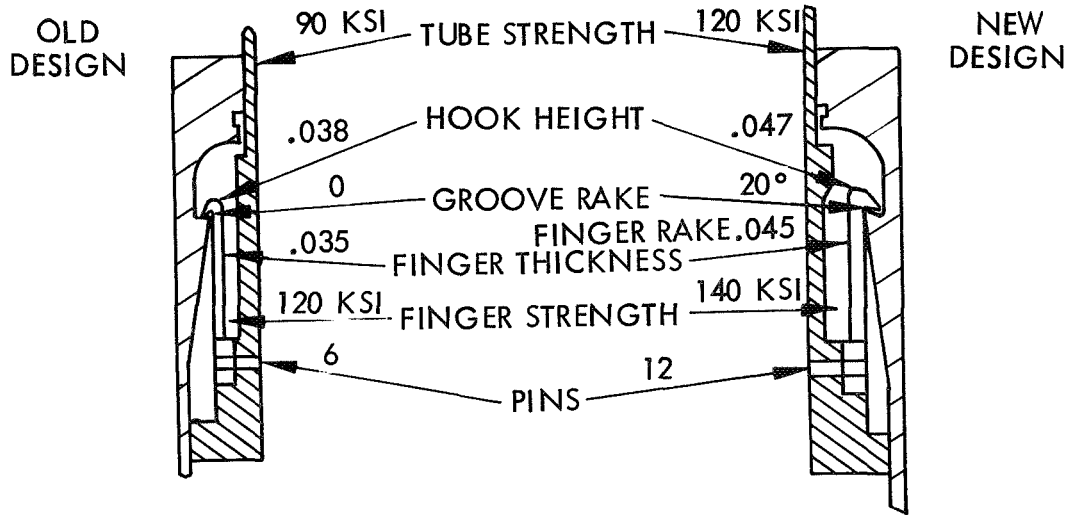 OLD
DESIGN
90 KSI TUBE STRENGTH 120 KSI
NEW
DESIGN
.038 HOOK HEIGHT .047
0 GROOVE RAKE 20°
FINGER RAKE .045
.035 FINGER THICKNESS
120 KSI FINGER STRENGTH 140 KSI
6 PINS 12